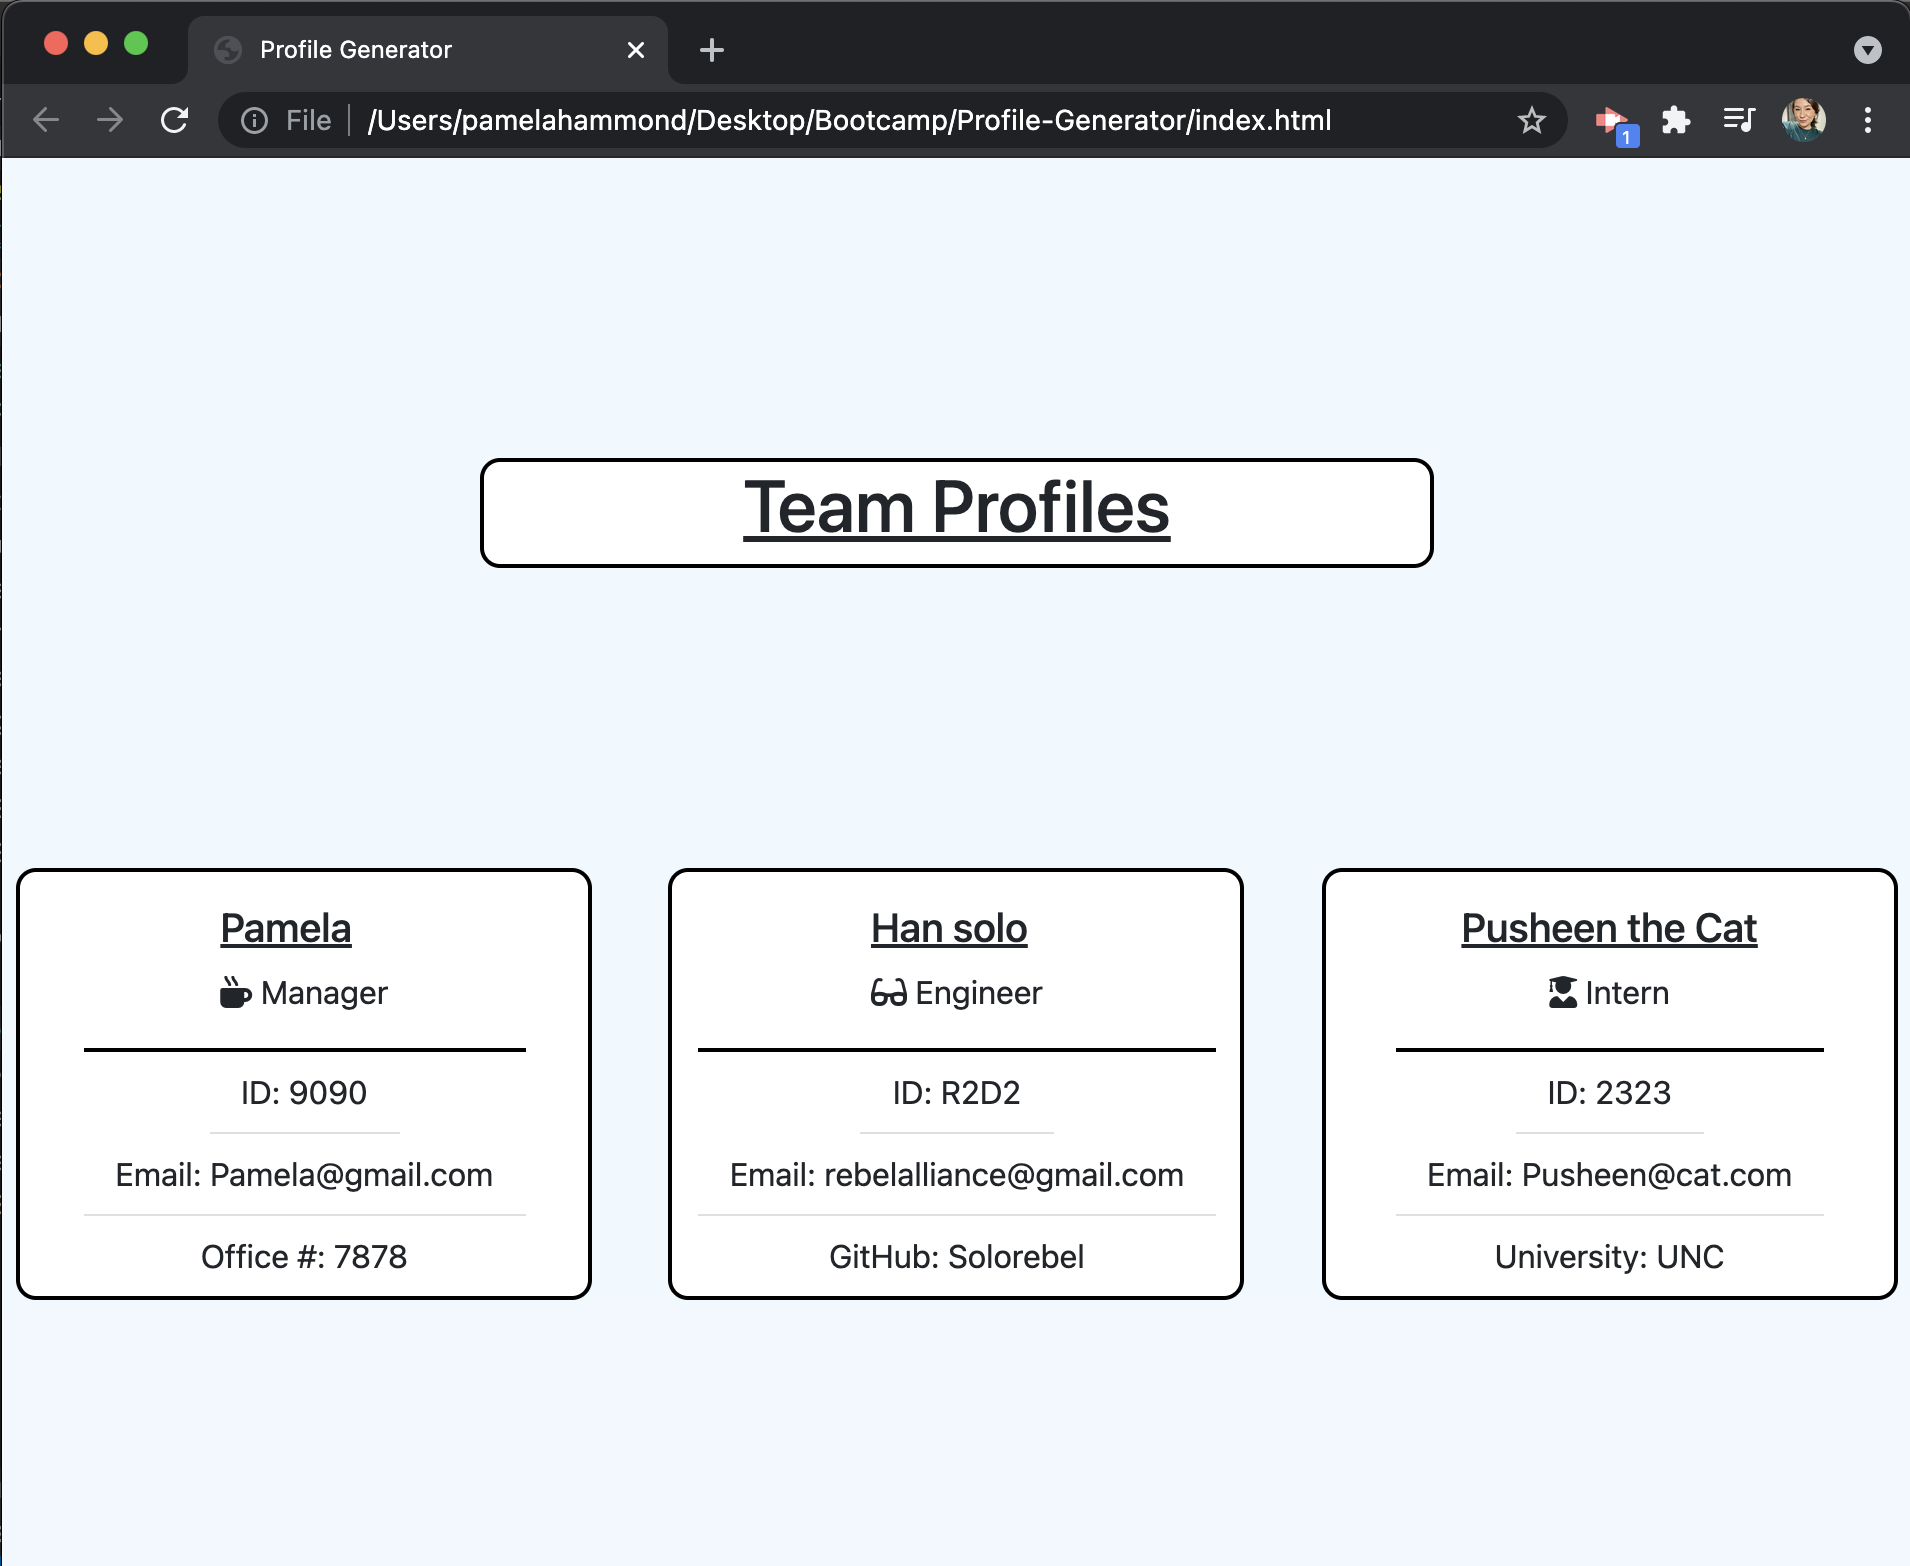 Profile Generator
File /Users/pamelahammond/Desktop/Bootcamp/Profile-Generator/index.html
1
Team Profiles
Pamela
Manager
ID: 9090
Email: Pamela@gmail.com
Office #: 7878
Han solo
Engineer
ID: R2D2
Email: rebelalliance@gmail.com
GitHub: Solorebel
Pusheen the Cat
Intern
ID: 2323
Email: Pusheen@cat.com
University: UNC